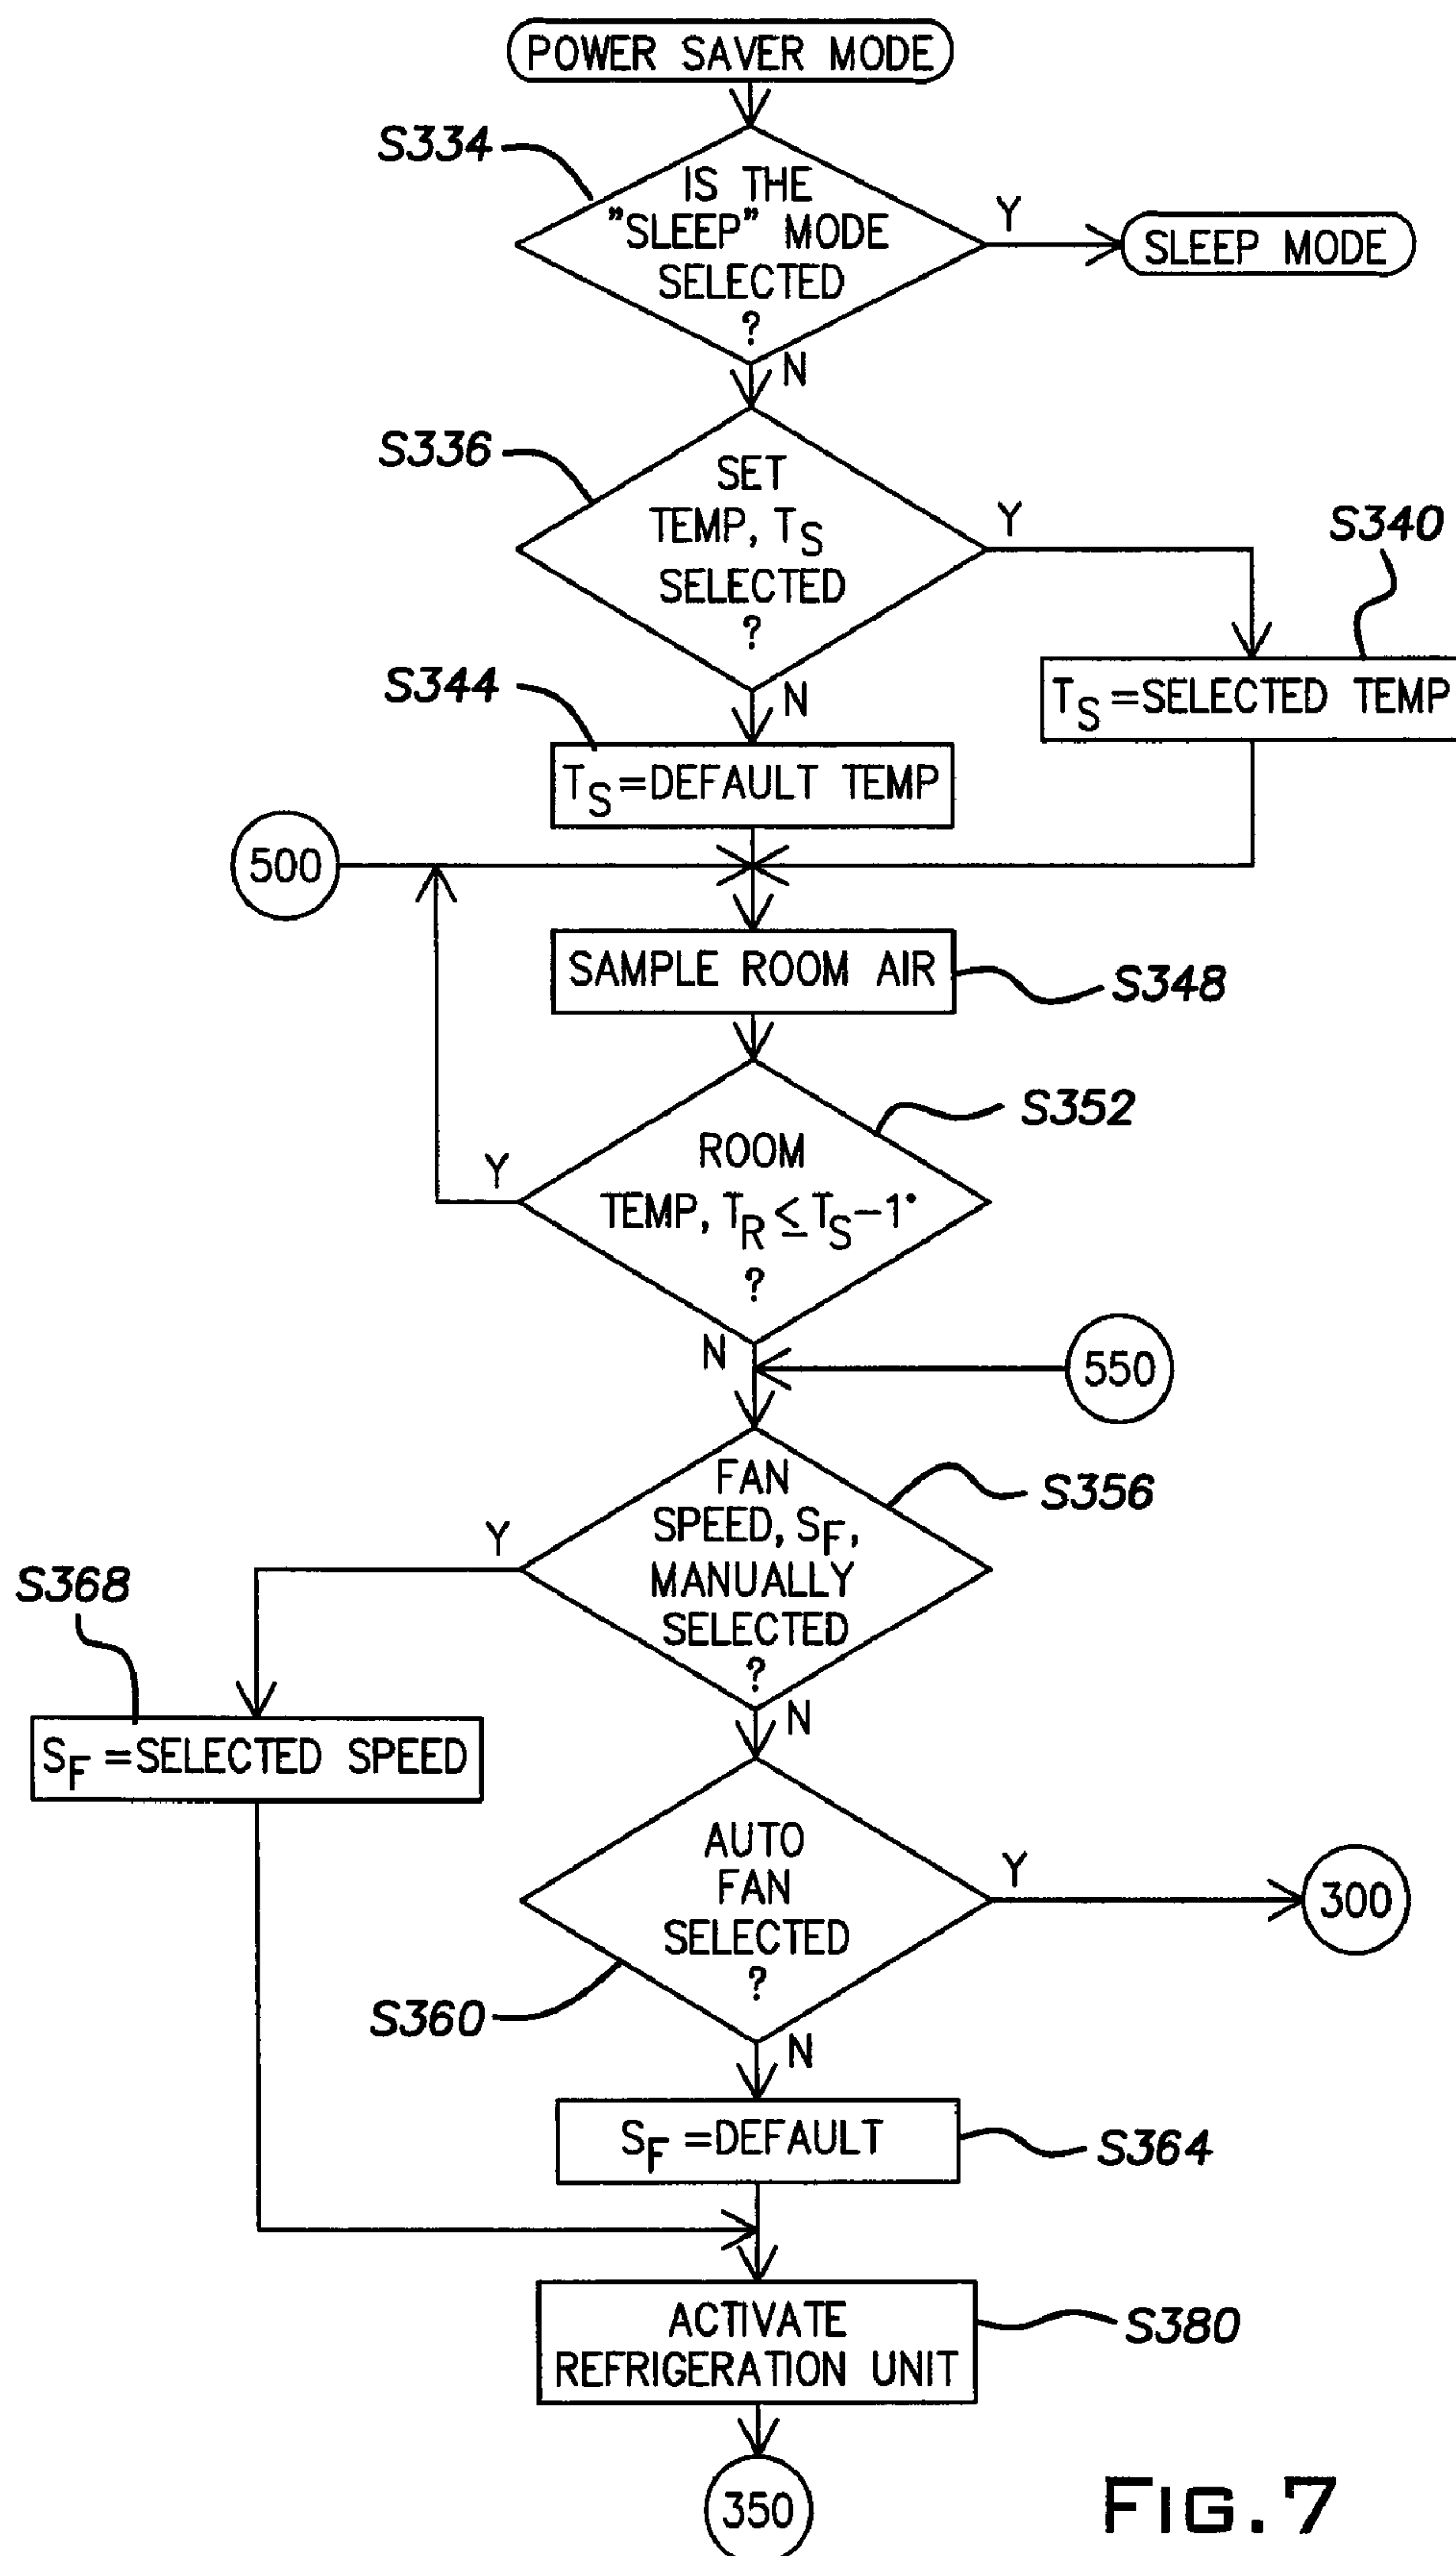 POWER SAVER MODE
S334
IS THE
"SLEEP" MODE
SELECTED
?
Y
SLEEP MODE
N
S336
SET
TEMP, TS
SELECTED
?
Y
S340
TS=SELECTED TEMP
N
S344
TS=DEFAULT TEMP
500
SAMPLE ROOM AIR
S348
S352
ROOM
TEMP, TR ≤ TS-1°
?
Y
N
550
FAN
SPEED, SF,
MANUALLY
SELECTED
?
S356
Y
S368
SF=SELECTED SPEED
N
AUTO
FAN
SELECTED
?
Y
300
S360
N
SF=DEFAULT
S364
ACTIVATE
REFRIGERATION UNIT
S380
350
FIG. 7